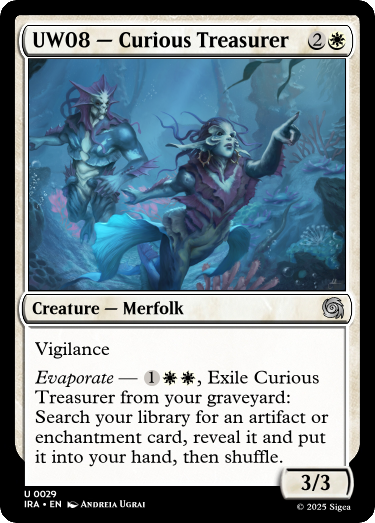 UW08 — Curious Treasurer 2
Creature — Merfolk
Vigilance
Evaporate — 1, Exile Curious
Treasurer from your graveyard:
Search your library for an artifact or
enchantment card, reveal it and put
it into your hand, then shuffle.
3/3
U 0029
IRA • EN Andreia Ugrai
© 2025 Sigea